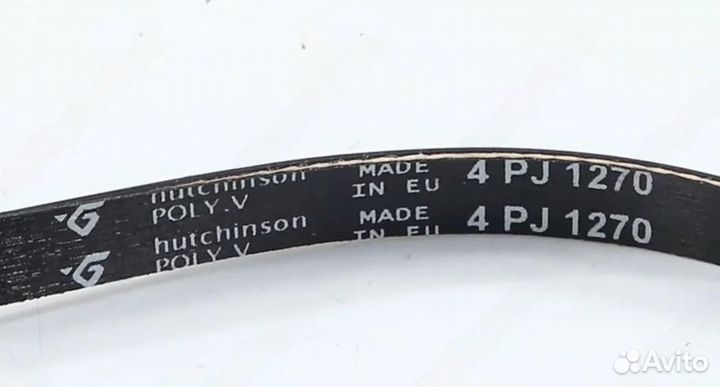 hutchinson MADE 4 PJ 1270
POLY.V IN EU
hutchinson MADE 4 PJ 1270
POLY.V IN EU
Avito